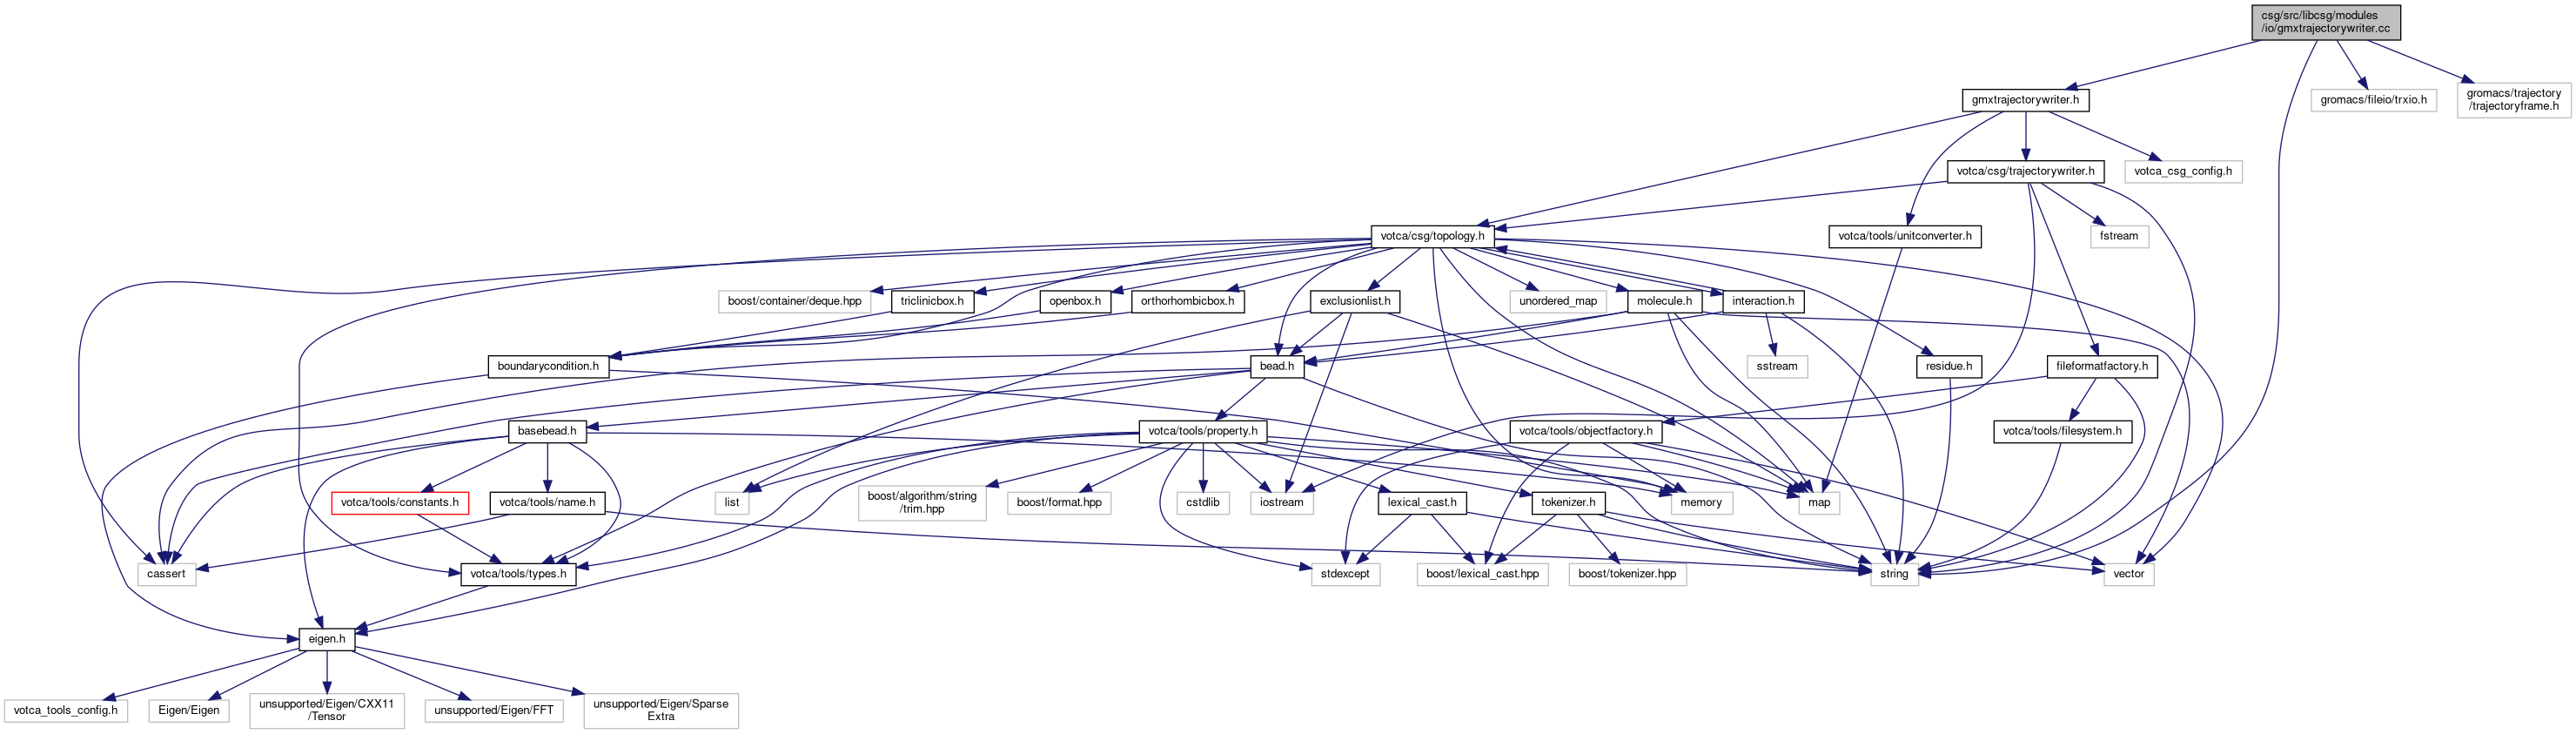 csg/src/libcsg/modules
/io/gmxtrajectorywriter.cc
gmxtrajectorywriter.h
gromacs/fileio/trxio.h
gromacs/trajectory
/trajectoryframe.h
votca/csg/trajectorywriter.h
votca_csg_config.h
votca/csg/topology.h
votca/tools/unitconverter.h
fstream
boost/container/deque.hpp
triclinicbox.h
openbox.h
orthorhombicbox.h
exclusionlist.h
unordered_map
molecule.h
interaction.h
boundarycondition.h
bead.h
sstream
residue.h
fileformatfactory.h
basebead.h
votca/tools/property.h
votca/tools/objectfactory.h
votca/tools/filesystem.h
votca/tools/constants.h
votca/tools/name.h
list
boost/algorithm/string
/trim.hpp
boost/format.hpp
cstdlib
iostream
lexical_cast.h
tokenizer.h
memory
map
cassert
votca/tools/types.h
stdexcept
boost/lexical_cast.hpp
boost/tokenizer.hpp
string
vector
eigen.h
votca_tools_config.h
Eigen/Eigen
unsupported/Eigen/CXX11
/Tensor
unsupported/Eigen/FFT
unsupported/Eigen/Sparse
Extra